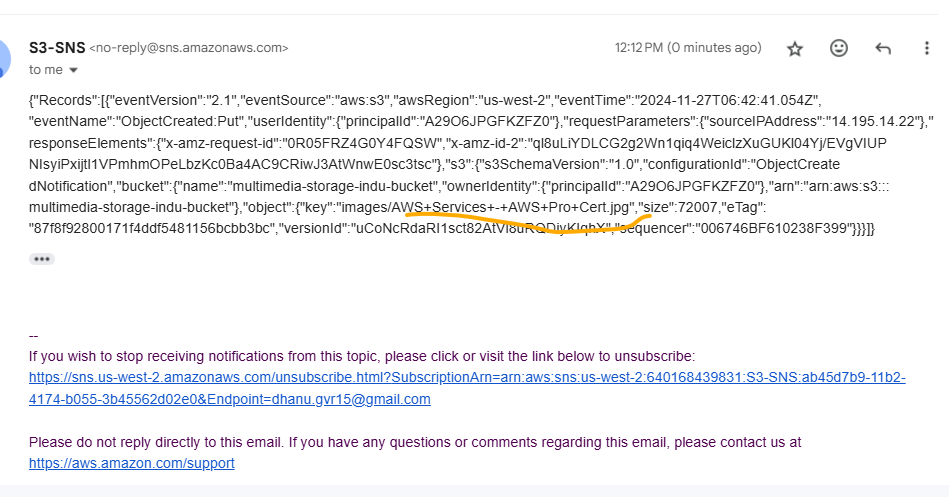 S3-SNS <no-reply@sns.amazonaws.com>
12:12 PM (0 minutes ago)
to me
{"Records":[{"eventVersion":"2.1","eventSource":"aws:s3","awsRegion":"us-west-2","eventTime":"2024-11-27T06:42:41.054Z",
"eventName":"ObjectCreated:Put","userIdentity":{"principalId":"A29O6JPGFKZFZ0"},"requestParameters":{"sourceIPAddress":"14.195.14.22"},"
responseElements":{"x-amz-request-id":"0R05FRZ4G0Y4FQSW","x-amz-id-2":"ql8uLiYDLCG2g2Wn1qiq4WeiclzXuGUKl04Yj/EVgVIUP
NIsyiPxijtI1VPmhmOPeLbzKc0Ba4AC9CRiwJ3AtWnwE0sc3tsc"},"s3":{"s3SchemaVersion":"1.0","configurationId":"ObjectCreate
dNotification","bucket":{"name":"multimedia-storage-indu-bucket","ownerIdentity":{"principalId":"A29O6JPGFKZFZ0"},"arn":"arn:aws:s3:::
multimedia-storage-indu-bucket"},"object":{"key":"images/AWS+Services+-+AWS+Pro+Cert.jpg","size":72007,"eTag":
"87f8f92800171f4ddf5481156bcbb3bc","versionId":"sequencer":"006746BF610238F399"}}}]}
--
If you wish to stop receiving notifications from this topic, please click or visit the link below to unsubscribe:
https://sns.us-west-2.amazonaws.com/unsubscribe.html?SubscriptionArn=arn:aws:sns:us-west-2:640168439831:S3-SNS:ab45d7b9-11b2-
4174-b055-3b45562d02e0&Endpoint=dhanu.gvr15@gmail.com
Please do not reply directly to this email. If you have any questions or comments regarding this email, please contact us at
https://aws.amazon.com/support